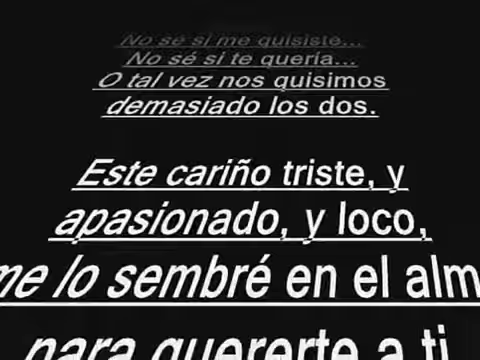 No sé si me quisiste...
No sé si te quería...
O tal vez nos quisimos
demasiado los dos.
Este cariño triste, y
apasionado, y loco,
me lo sembré en el alm
para quererte a ti